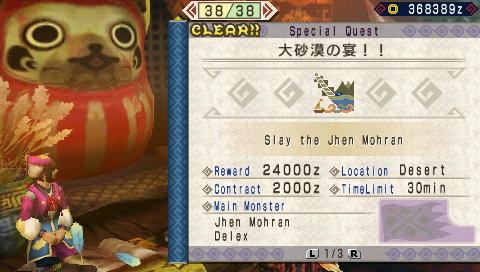 38/38
368389z
CLEAR!!
Special Quest
大砂漠の宴！！
Slay the Jhen Mohran
Reward 24000z
Location Desert
Contract 2000z
TimeLimit 30min
Main Monster
Jhen Mohran
Delex
L 1/3 R